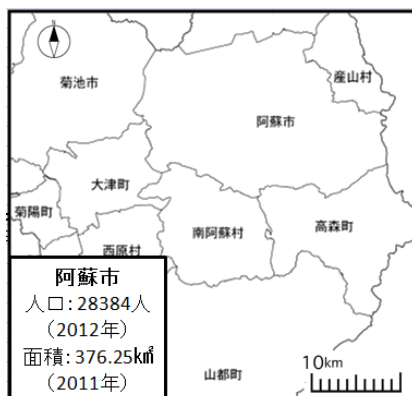 N
産山村
菊池市
阿蘇市
大津町
菊陽町
南阿蘇村
高森町
西原村
阿蘇市
人口:28384人
(2012年)
面積:376.25㎢
(2011年)
山都町
10km